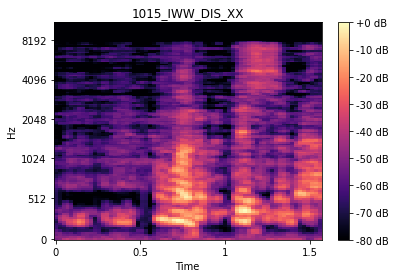 1015_IWW_DIS_XX
+0 dB
8192
-10 dB
4096
-20 dB
-30 dB
2048
Hz
-40 dB
1024
-50 dB
512
-60 dB
-70 dB
0
-80 dB
0
0.5
1
1.5
Time